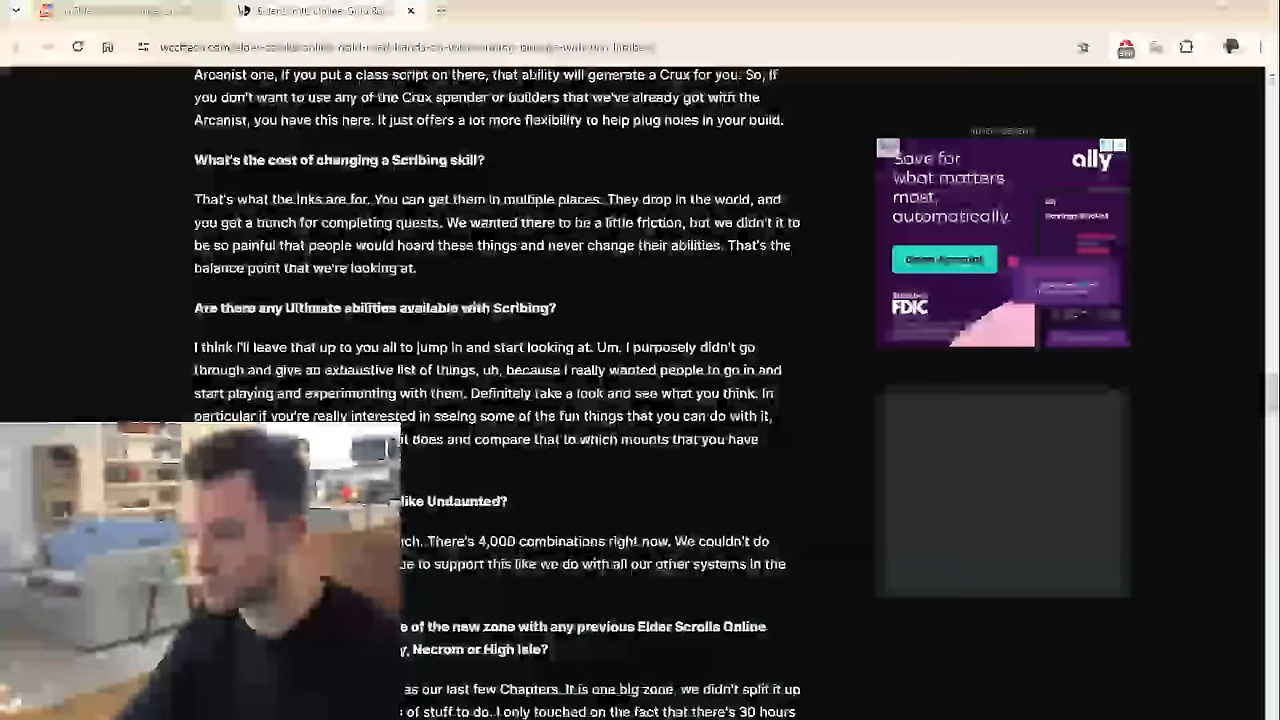 Arcanist one, if you put a class script on there, that ability will generate a Crux for you. So, if
you don't want to use any of the Crux spender or builders that we've already got with the
Arcanist, you have this here. It just offers a lot more flexibility to help plug holes in your build.
What's the cost of changing a Scribing skill?
That's what the Inks are for. You can get them in multiple places. They drop in the world, and
you get a bunch for completing quests. We wanted there to be a little friction, but we didn't it to
be so painful that people would hoard these things and never change their abilities. That's the
balance point that we're looking at.
Are there any Ultimate abilities available with Scribing?
I think I'll leave that up to you all to jump in and start looking at. Um, I purposely didn't go
through and give an exhaustive list of things, uh, because I really wanted people to go in and
start playing and experimenting with them. Definitely take a look and see what you think. In
particular if you're really interested in seeing some of the fun things that you can do with it,
it does and compare that to which mounts that you have
like Undaunted?
There's 4,000 combinations right now. We couldn't do
to support this like we do with all our other systems in the
of the new zone with any previous Elder Scrolls Online
Necrom or High Isle?
as our last few Chapters. It is one big zone, we didn't split it up
of stuff to do. I only touched on the fact that there's 30 hours
Save for
what matters
most,
automatically.
ally
Open Account
FDIC